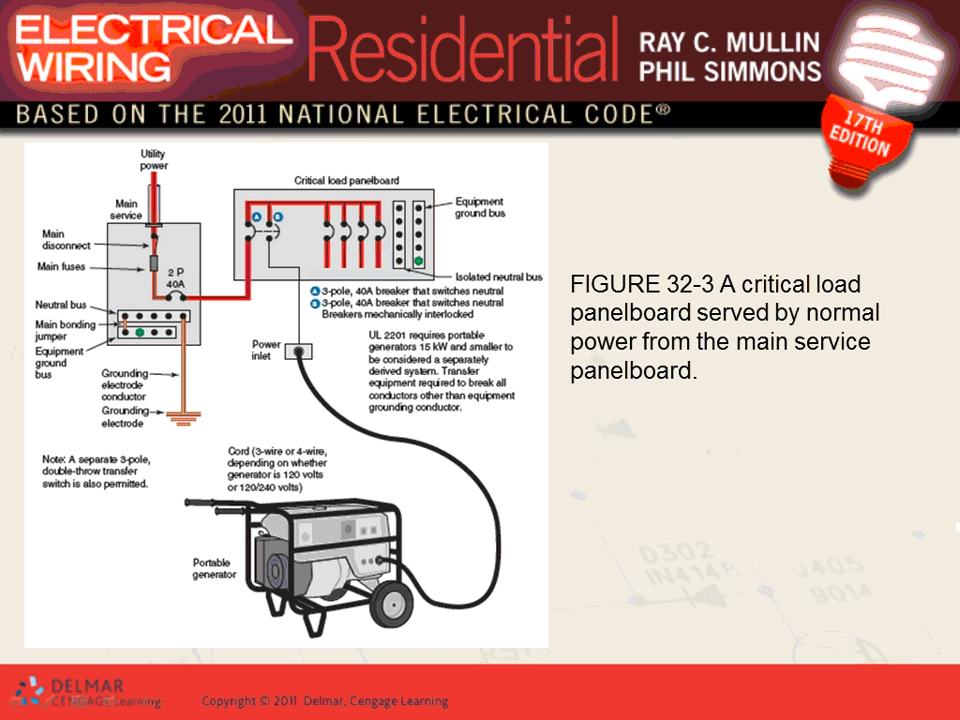 ELECTRICAL
WIRING
Residential
RAY C. MULLIN
PHIL SIMMONS
BASED ON THE 2011 NATIONAL ELECTRICAL CODE®
17TH
EDITION
Utility
power
Main
service
Main
disconnect
Main fuses
2 P
40A
Neutral bus
Main bonding
jumper
Equipment
ground
bus
Grounding
electrode
conductor
Grounding
electrode
Critical load panelboard
A
B
Equipment
ground bus
Isolated neutral bus
A 3-pole, 40A breaker that switches neutral
B 3-pole, 40A breaker that switches neutral
Breakers mechanically interlocked
Power
inlet
UL 2201 requires portable
generators 15 kW and smaller to
be considered a separately
derived system. Transfer
equipment required to break all
conductors other than equipment
grounding conductor.
Note: A separate 3-pole,
double-throw transfer
switch is also permitted.
Cord (3-wire or 4-wire,
depending on whether
generator is 120 volts
or 120/240 volts)
Portable
generator
FIGURE 32-3 A critical load
panelboard served by normal
power from the main service
panelboard.
D302
IN414
J405
9014
DELMAR
CENGAGE Learning
Copyright © 2011 Delmar, Cengage Learning